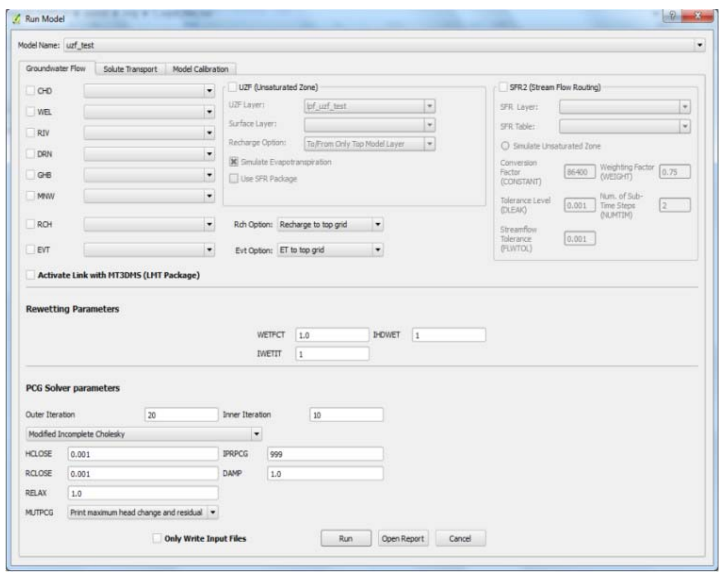 Run Model
Model Name: uzf_test
Groundwater Flow Solute Transport Model Calibration
CHD
WEL
RIV
DRN
GHB
MNW
RCH
EVT
UZF (Unsaturated Zone)
UZF Layer: lpf_uzf_test
Surface Layer:
Recharge Option: To/From Only Top Model Layer
Simulate Evapotranspiration
Use SFR Package
Rch Option: Recharge to top grid
Evt Option: ET to top grid
SFR2 (Stream Flow Routing)
SFR Layer:
SFR Table:
Simulate Unsaturated Zone
Conversion
Factor
(CONSTANT)
86400
Weighting Factor
(WEIGHT)
0.75
Tolerance Level
(DLEAK)
0.001
Num. of Sub-
Time Steps
(NUMTIM)
2
Streamflow
Tolerance
(FLWTOL)
0.001
Activate Link with MT3DMS (LMT Package)
Rewetting Parameters
WETFCT 1.0 IHDWET 1
IWETIT 1
PCG Solver parameters
Outer Iteration 20 Inner Iteration 10
Modified Incomplete Cholesky
HCLOSE 0.001 IPRPCG 999
RCLOSE 0.001 DAMP 1.0
RELAX 1.0
MUTPCG Print maximum head change and residual
Only Write Input Files Run Open Report Cancel